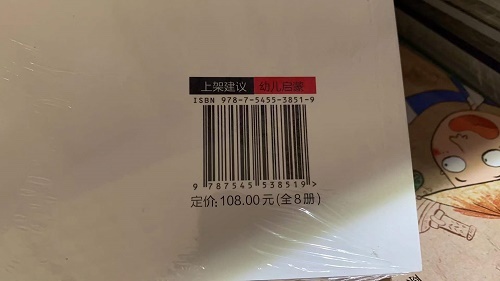 上架建议 幼儿启蒙
ISBN 978-7-5455-3851-9
9 787545 538519 >
定价:108.00元(全8册)